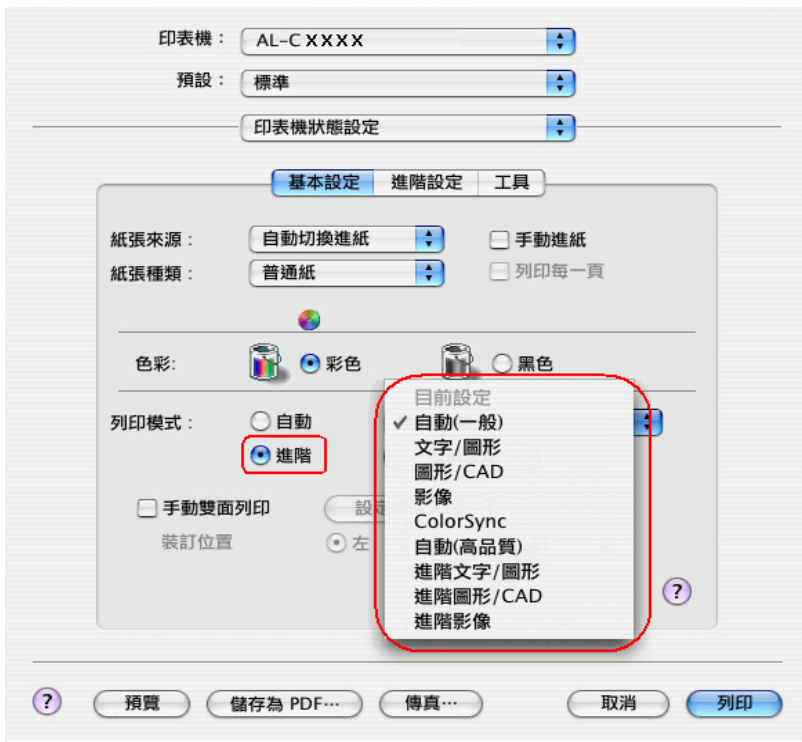 印表機： AL-C XXXX
預設： 標準
印表機狀態設定
基本設定 進階設定 工具
紙張來源： 自動切換進紙 手動進紙
紙張種類： 普通紙 列印每一頁
色彩: 彩色 黑色
列印模式： 自動
進階
目前設定
✓ 自動(一般)
文字/圖形
圖形/CAD
影像
ColorSync
自動(高品質)
進階文字/圖形
進階圖形/CAD
進階影像
手動雙面列印 設定
裝訂位置 左
?
? 預覽 儲存為 PDF⋯ 傳真⋯ 取消 列印